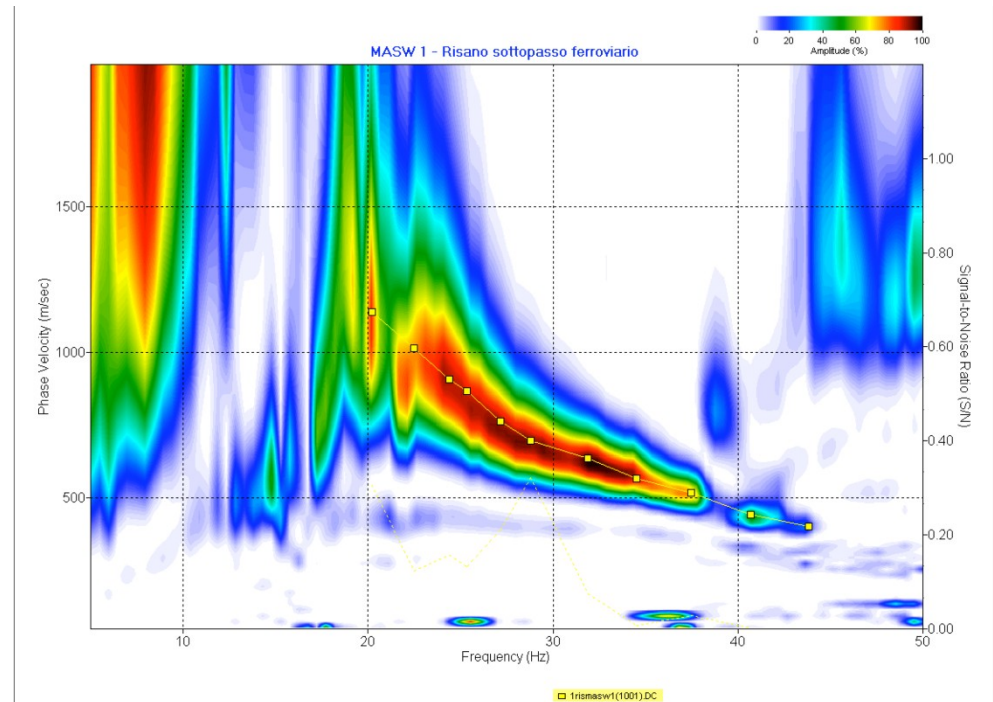 0 20 40 60 80 100
Amplitude (%)
MASW 1 - Risano sottopasso ferroviario
1500
1000
500
Phase Velocity (m/sec)
1.00
0.80
0.60
0.40
0.20
0.00
Signal-to-Noise Ratio (S/N)
10 20 30 40 50
Frequency (Hz)
1rismasw1(1001).DC